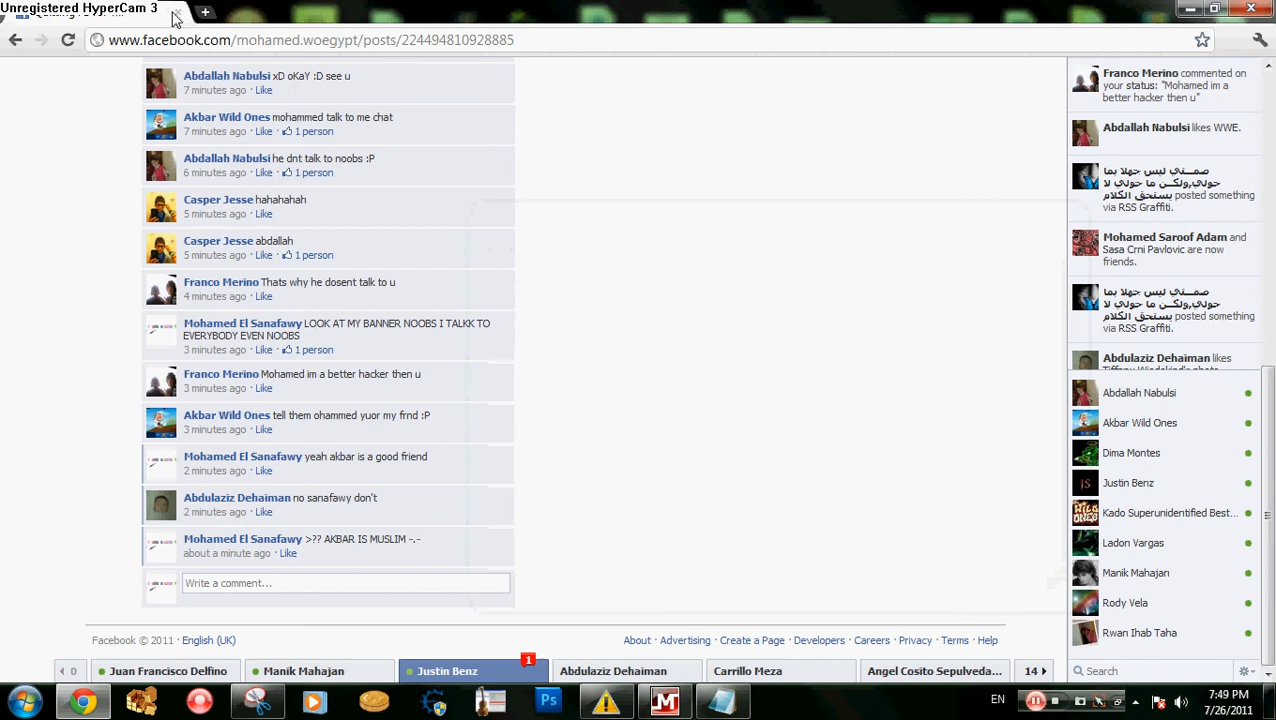 Unregistered HyperCam 3
www.facebook.com/mohamed.woegypt/posts/224494810928885
Abdallah Nabulsi xD oKaY :D see u
7 minutes ago · Like
Akbar Wild Ones mohammed talk to me chat
7 minutes ago · Like · 1 person
Abdallah Nabulsi he dnt talk to noobs :P
6 minutes ago · Like · 1 person
Casper Jesse hahahahah
5 minutes ago · Like
Casper Jesse abdallah
5 minutes ago · Like · 1 person
Franco Merino Thats why he dosent talk to u
4 minutes ago · Like
Mohamed El Sanafawy LOOK AT MY BANNER NOOBS I TALKK TO
EVERYBODY EVEN NOOBS
3 minutes ago · Like · 1 person
Franco Merino Mohamed im a better hacker then u
3 minutes ago · Like
Akbar Wild Ones tell them ohammed yuor my frnd :P
3 minutes ago · Like
Mohamed El Sanafawy yeah akbar is a good friend
2 minutes ago · Like
Abdulaziz Dehaiman no sanafawy don't
2 minutes ago · Like
Mohamed El Sanafawy >?? AKBAR IS MUSLIM -.-
about a minute ago · Like
Write a comment...
Franco Merino commented on
your status: "Mohamed im a
better hacker then u"
Abdallah Nabulsi likes WWE.
صمــتي ليس جهلا بما
حولي,ولكــن ما حولي لا
يستحق الكلام posted something
via RSS Graffiti.
Mohamed Saroof Adam and
Sasa Crni Pavlovic are now
friends.
صمــتي ليس جهلا بما
حولي,ولكــن ما حولي لا
يستحق الكلام posted something
via RSS Graffiti.
Abdulaziz Dehaiman likes
Abdallah Nabulsi
Akbar Wild Ones
Dima Montes
Justin Benz
Kado Superunidentified Best...
Ladon Vargas
Manik Mahajan
Rody Vela
Rwan Ihab Taha
Search
Facebook © 2011 · English (UK)
About · Advertising · Create a Page · Developers · Careers · Privacy · Terms · Help
0
Juan Francisco Delfino
Manik Mahajan
Justin Benz
1
Abdulaziz Dehaiman
Carrillo Meza
Angel Cosito Sepulveda...
14
Ps
EN
7:49 PM
7/26/2011